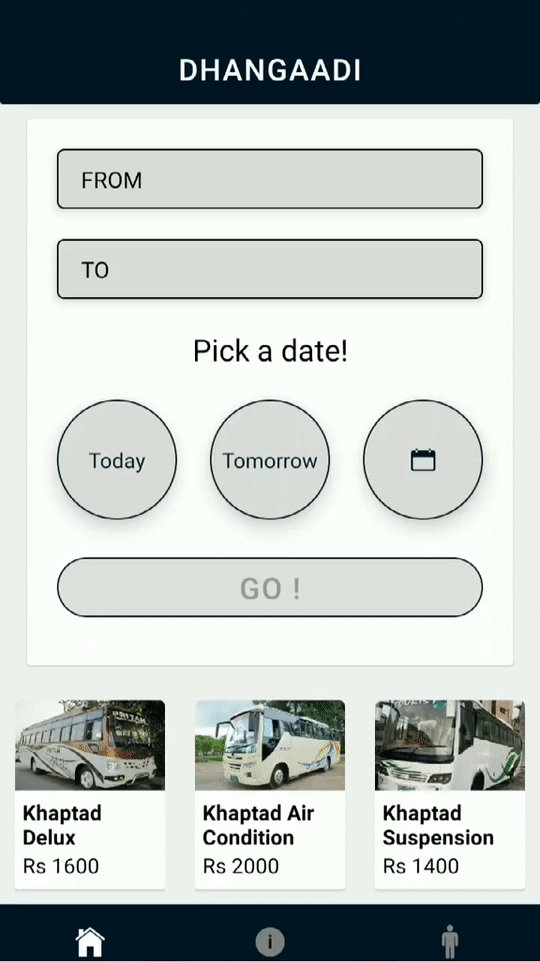 DHANGAADI
FROM
TO
Pick a date!
Today
Tomorrow
GO !
Khaptad
Delux
Rs 1600
Khaptad Air
Condition
Rs 2000
Khaptad
Suspension
Rs 1400